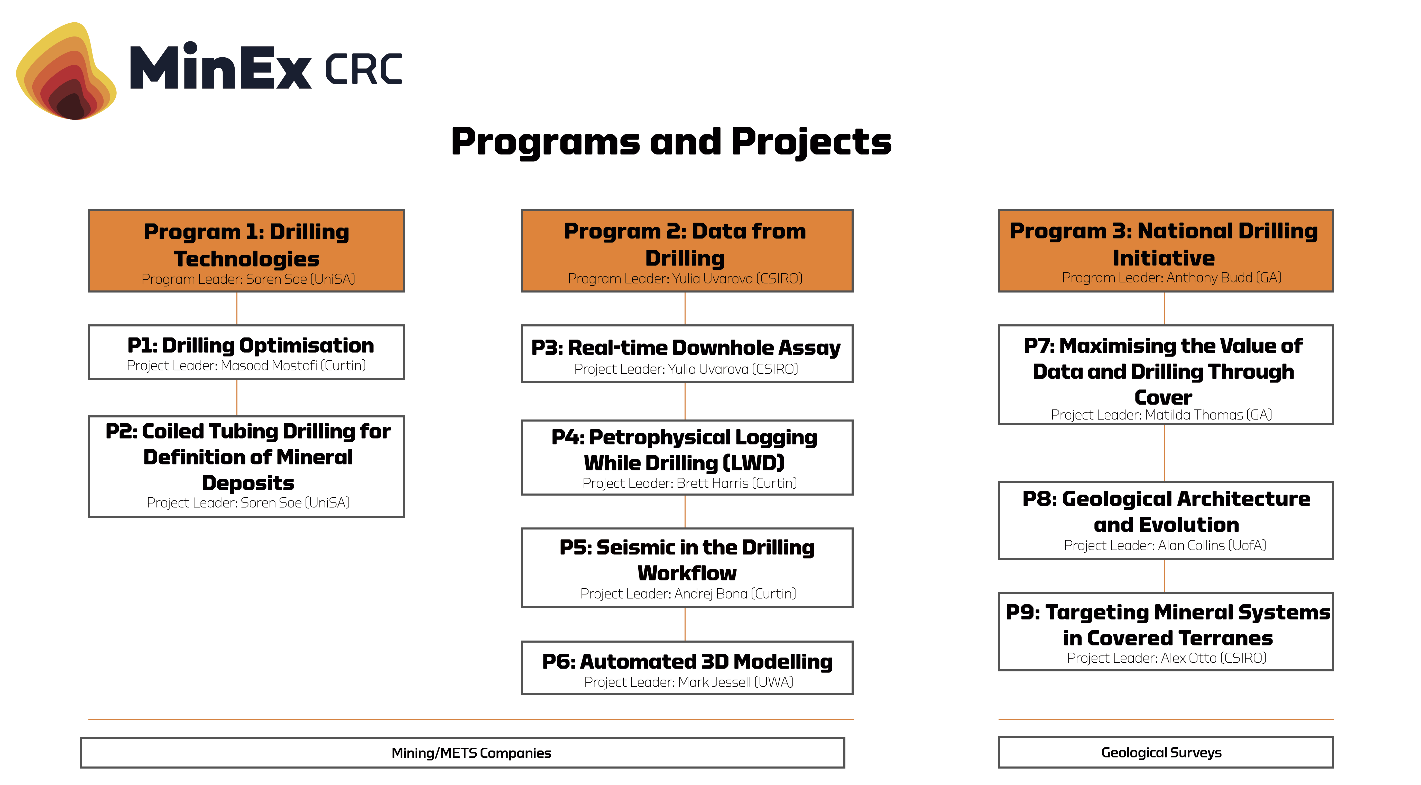 MinEx CRC
Programs and Projects
Program 1: Drilling
Technologies
Program Leader: Soren Soe (UniSA)
P1: Drilling Optimisation
Project Leader: Masood Mostofi (Curtin)
P2: Coiled Tubing Drilling for
Definition of Mineral
Deposits
Project Leader: Soren Soe (UniSA)
Program 2: Data from
Drilling
Program Leader: Yulia Uvarova (CSIRO)
P3: Real-time Downhole Assay
Project Leader: Yulia Uvarova (CSIRO)
P4: Petrophysical Logging
While Drilling (LWD)
Project Leader: Brett Harris (Curtin)
P5: Seismic in the Drilling
Workflow
Project Leader: Andrej Bona (Curtin)
P6: Automated 3D Modelling
Project Leader: Mark Jessell (UWA)
Program 3: National Drilling
Initiative
Program Leader: Anthony Budd (GA)
P7: Maximising the Value of
Data and Drilling Through
Cover
Project Leader: Matilda Thomas (GA)
P8: Geological Architecture
and Evolution
Project Leader: Alan Collins (UofA)
P9: Targeting Mineral Systems
in Covered Terranes
Project Leader: Alex Otto (CSIRO)
Mining/METS Companies
Geological Surveys